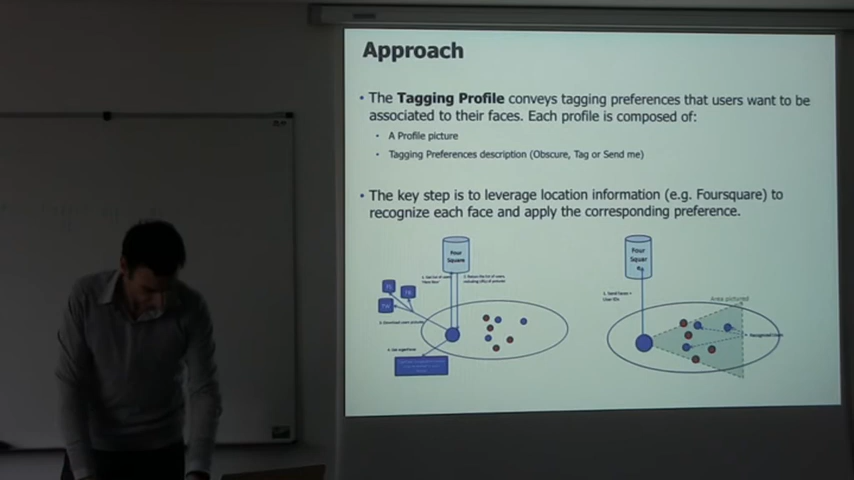 Approach
• The Tagging Profile conveys tagging preferences that users want to be
associated to their faces. Each profile is composed of:
• A Profile picture
• Tagging Preferences description (Obscure, Tag or Send me)
• The key step is to leverage location information (e.g. Foursquare) to
recognize each face and apply the corresponding preference.
Four
Square
Four
Squar
e
Area pictured